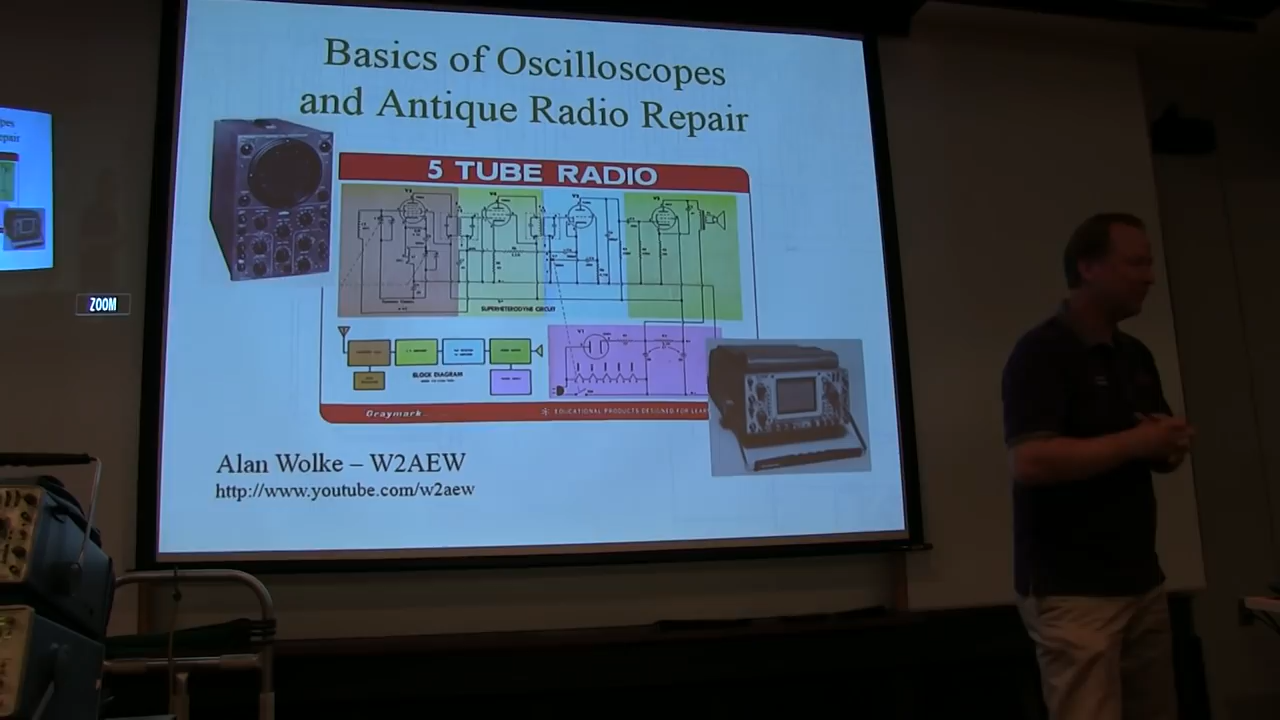 Basics of Oscilloscopes
and Antique Radio Repair
5 TUBE RADIO
SUPERHETERODYNE CIRCUIT
BLOCK DIAGRAM
Graymark
EDUCATIONAL PRODUCTS DESIGNED FOR
Alan Wolke – W2AEW
http://www.youtube.com/w2aew
ZOOM